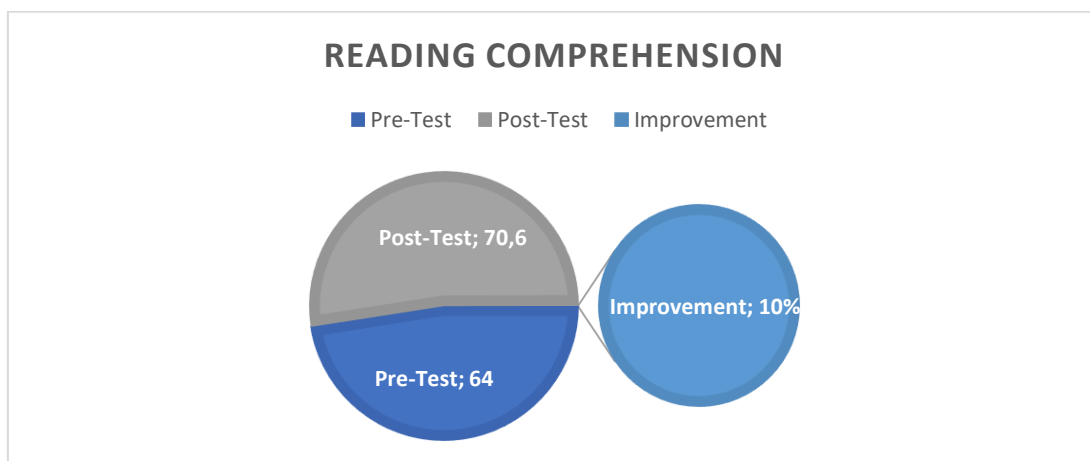 READING COMPREHENSION
Pre-Test Post-Test Improvement
Post-Test; 70,6
Improvement; 10%
Pre-Test; 64